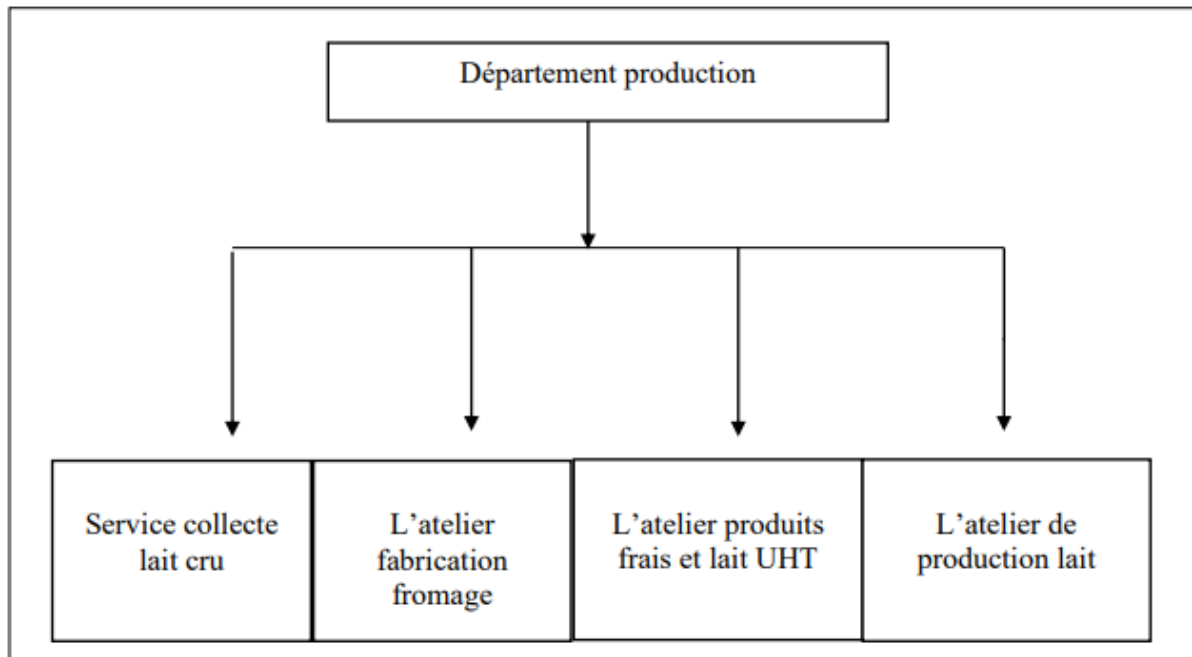 Département production
Service collecte
lait cru
L’atelier
fabrication
fromage
L’atelier produits
frais et lait UHT
L’atelier de
production lait